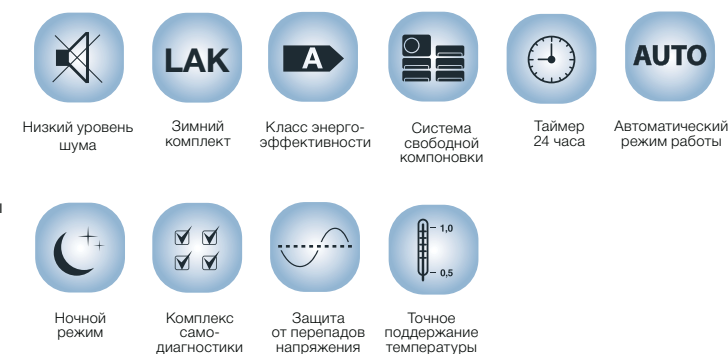 LAK
A
AUTO
Низкий уровень
шума
Зимний
комплект
Класс энерго-
эффективности
Система
свободной
компоновки
Таймер
24 часа
Автоматический
режим работы
1,0
0,5
Ночной
режим
Комплекс
само-
диагностики
Защита
от перепадов
напряжения
Точное
поддержание
температуры